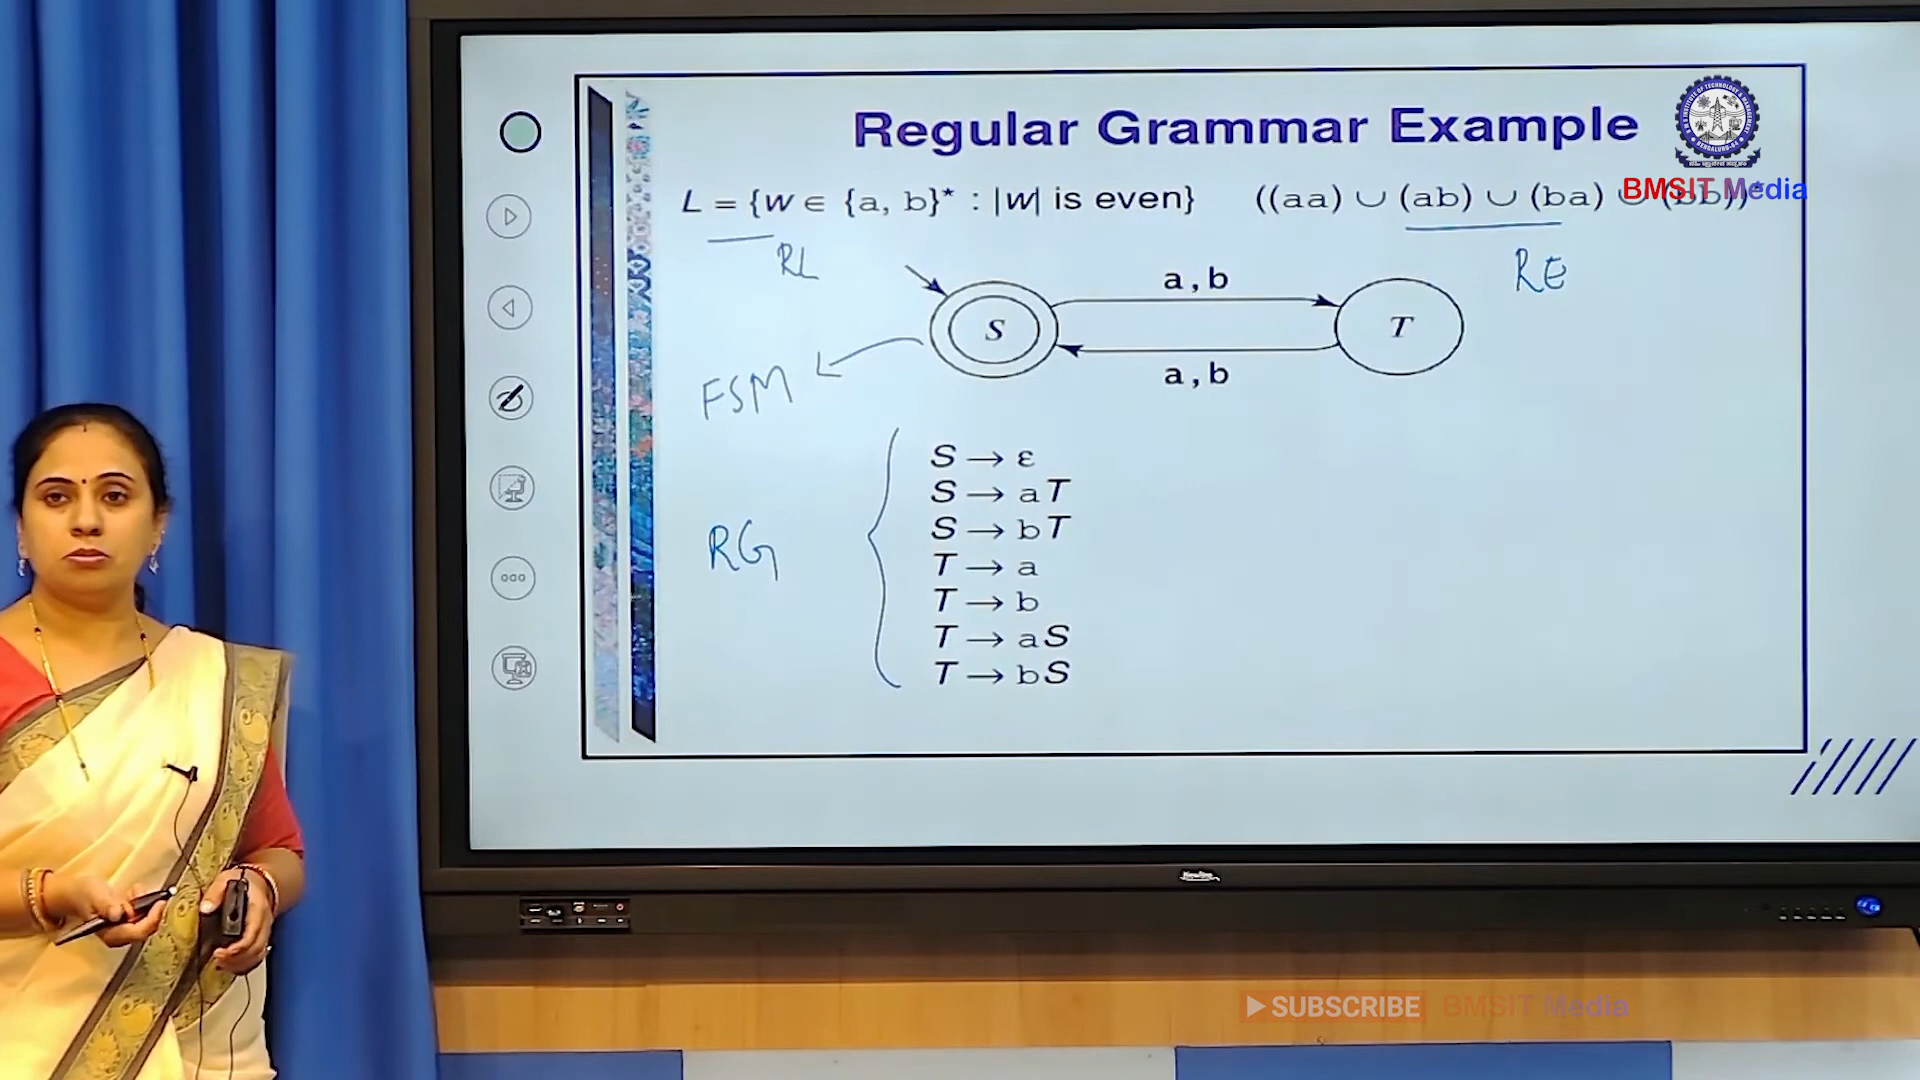 Regular Grammar Example
BMSIT Media
L = {w ∈ {a, b}* : |w| is even} ((aa) ∪ (ab) ∪ (ba) ∪ (bb))*
RL
RE
a, b
S
T
a, b
FSM
S → ε
S → aT
S → bT
RG
T → a
T → b
T → aS
T → bS
SUBSCRIBE BMSIT Media